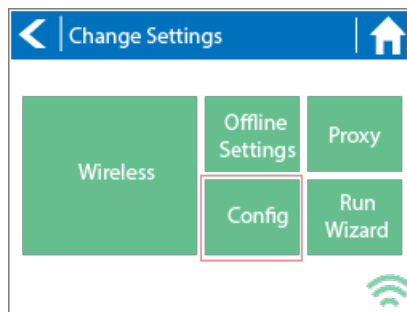 Change Settings
Wireless
Offline
Settings
Proxy
Config
Run
Wizard